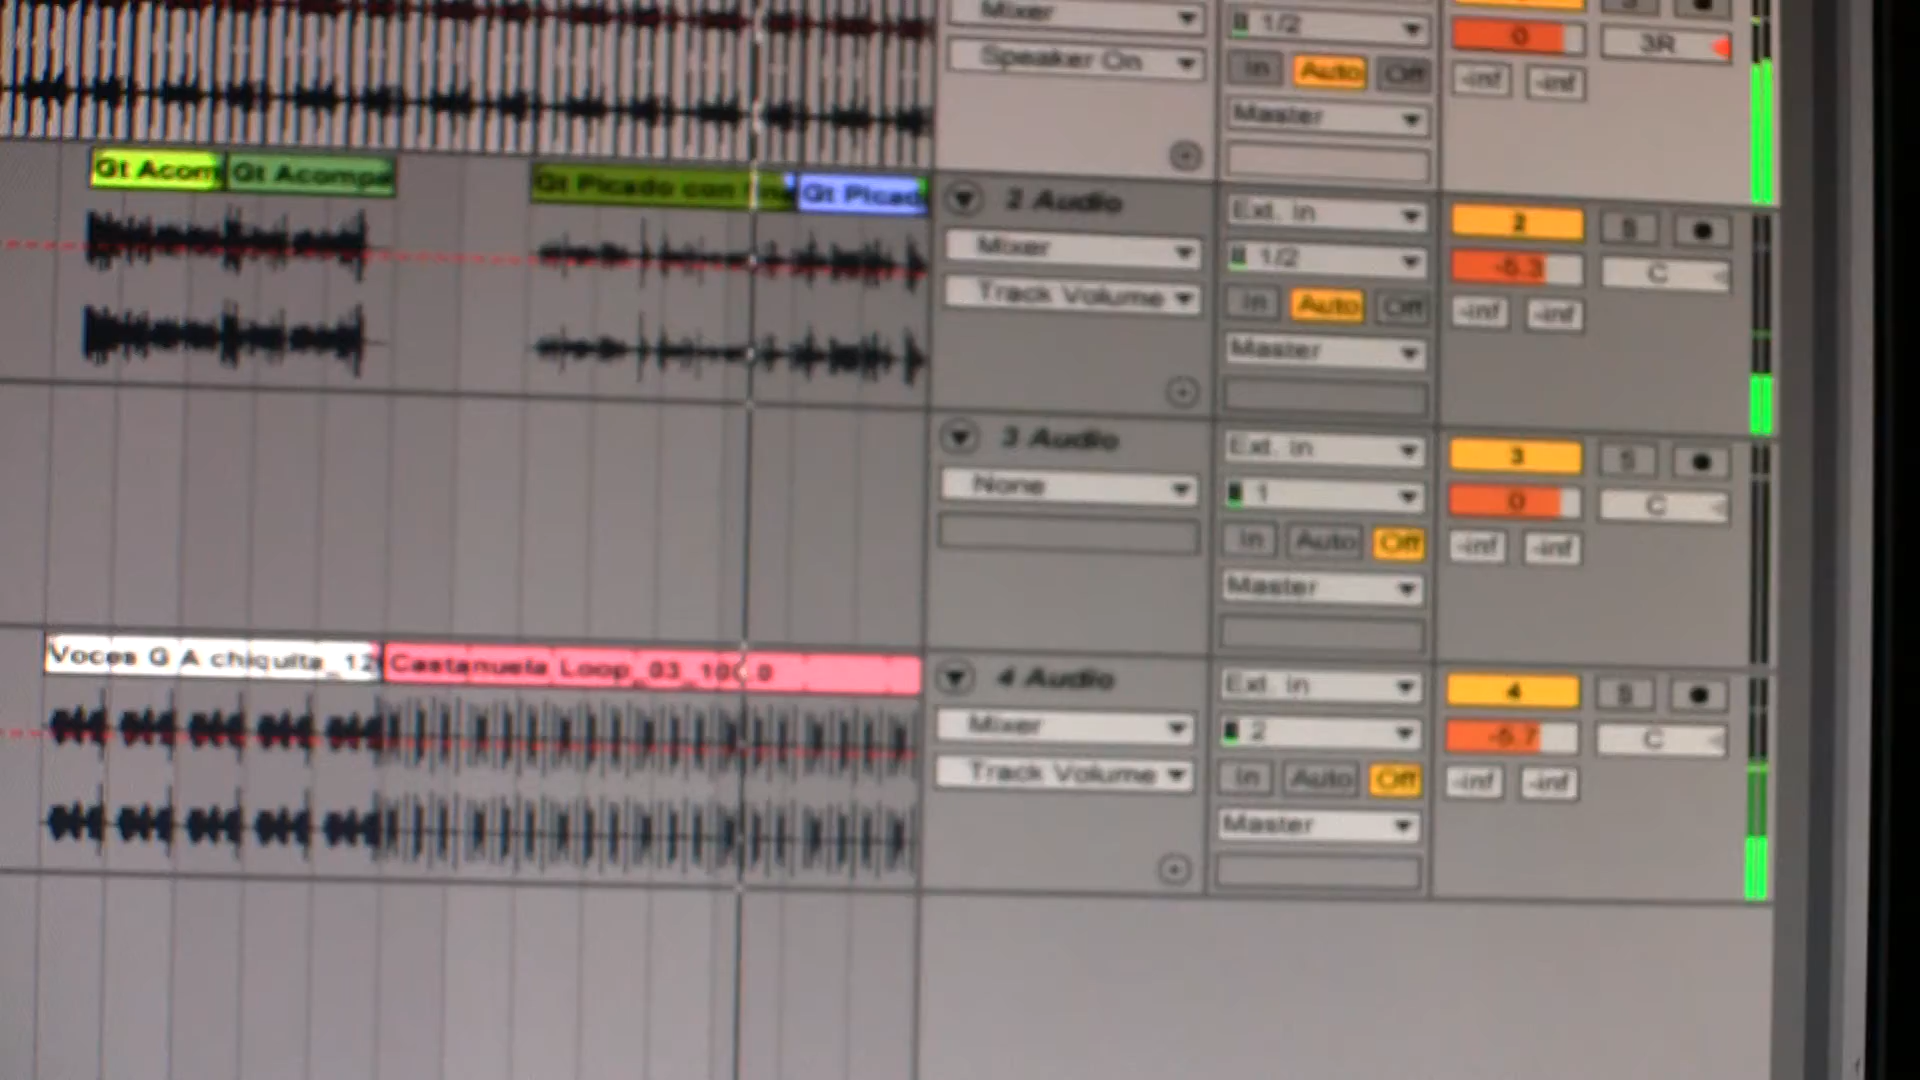 Mixer
1/2
0
3R
Speaker On
In Auto Off
-inf -inf
Master
Gt Acom Gt Acompa
Gt Picado con
Gt Picad
2 Audio
Ext. In
2
S
Mixer
1/2
-5.3
C
Track Volume
In Auto Off
-inf -inf
Master
3 Audio
Ext. In
3
S
None
1
0
C
In Auto Off
-inf -inf
Master
Voces G A chiquita_12
Castanuela Loop_03_100
4 Audio
Ext. In
4
S
Mixer
2
-5.7
C
Track Volume
In Auto Off
-inf -inf
Master